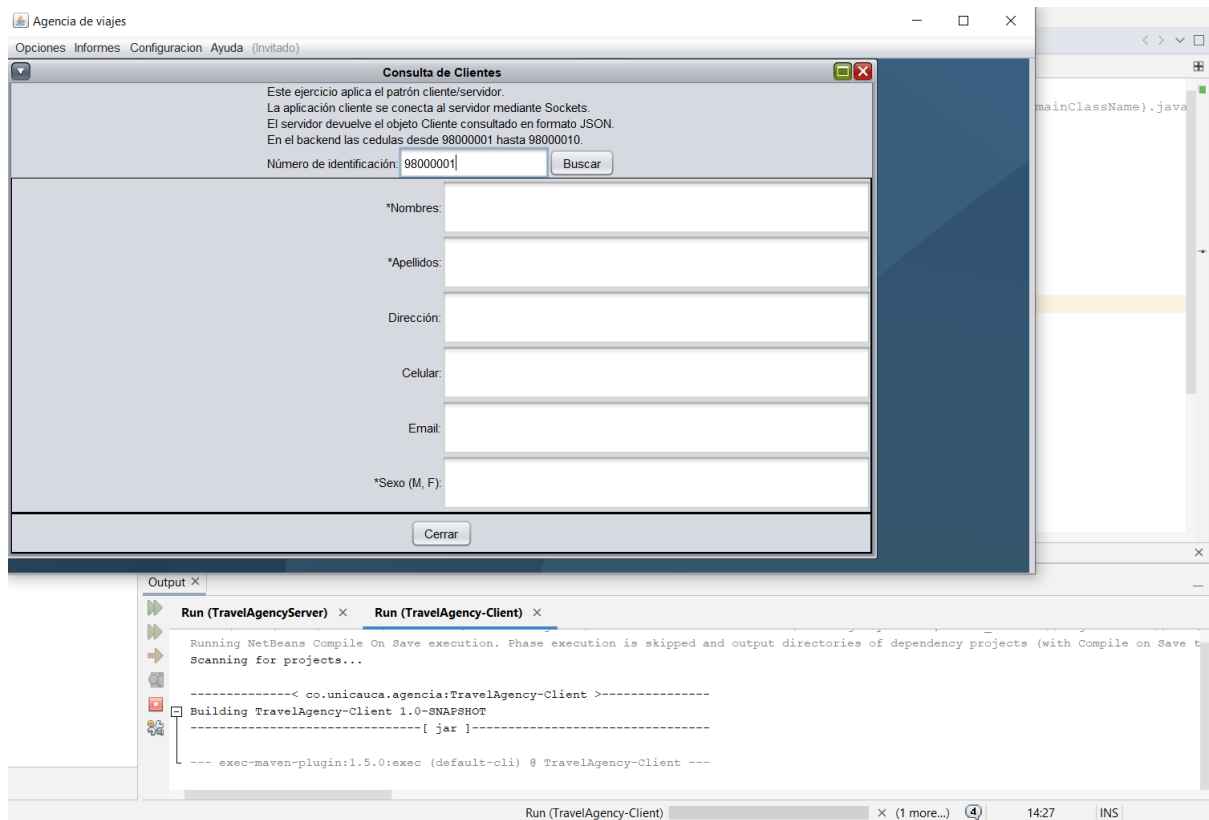 Agencia de viajes
Opciones Informes Configuracion Ayuda (Invitado)
Consulta de Clientes
Este ejercicio aplica el patrón cliente/servidor.
La aplicación cliente se conecta al servidor mediante Sockets.
El servidor devuelve el objeto Cliente consultado en formato JSON.
En el backend las cedulas desde 98000001 hasta 98000010.
Número de identificación: 98000001 Buscar
*Nombres:
*Apellidos:
Dirección:
Celular:
Email:
*Sexo (M, F):
Cerrar
mainClassName}.java
Output
Run (TravelAgencyServer) Run (TravelAgency-Client)
Running NetBeans Compile On Save execution. Phase execution is skipped and output directories of dependency projects (with Compile on Save t
Scanning for projects...
--------------< co.unicauca.agencia:TravelAgency-Client >---------------
Building TravelAgency-Client 1.0-SNAPSHOT
--------------------------------[ jar ]---------------------------------
--- exec-maven-plugin:1.5.0:exec (default-cli) @ TravelAgency-Client ---
Run (TravelAgency-Client) (1 more...) 4 14:27 INS